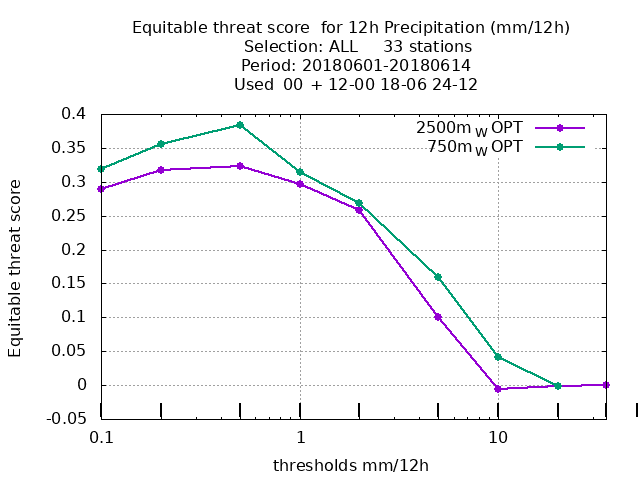 Equitable threat score  for 12h Precipitation (mm/12h)
Selection: ALL     33 stations
Period: 20180601-20180614
Used  00  + 12-00 18-06 24-12
2500m W OPT
750m W OPT
0.4
0.35
0.3
0.25
0.2
0.15
0.1
0.05
0
-0.05
Equitable threat score
0.1
1
10
thresholds mm/12h